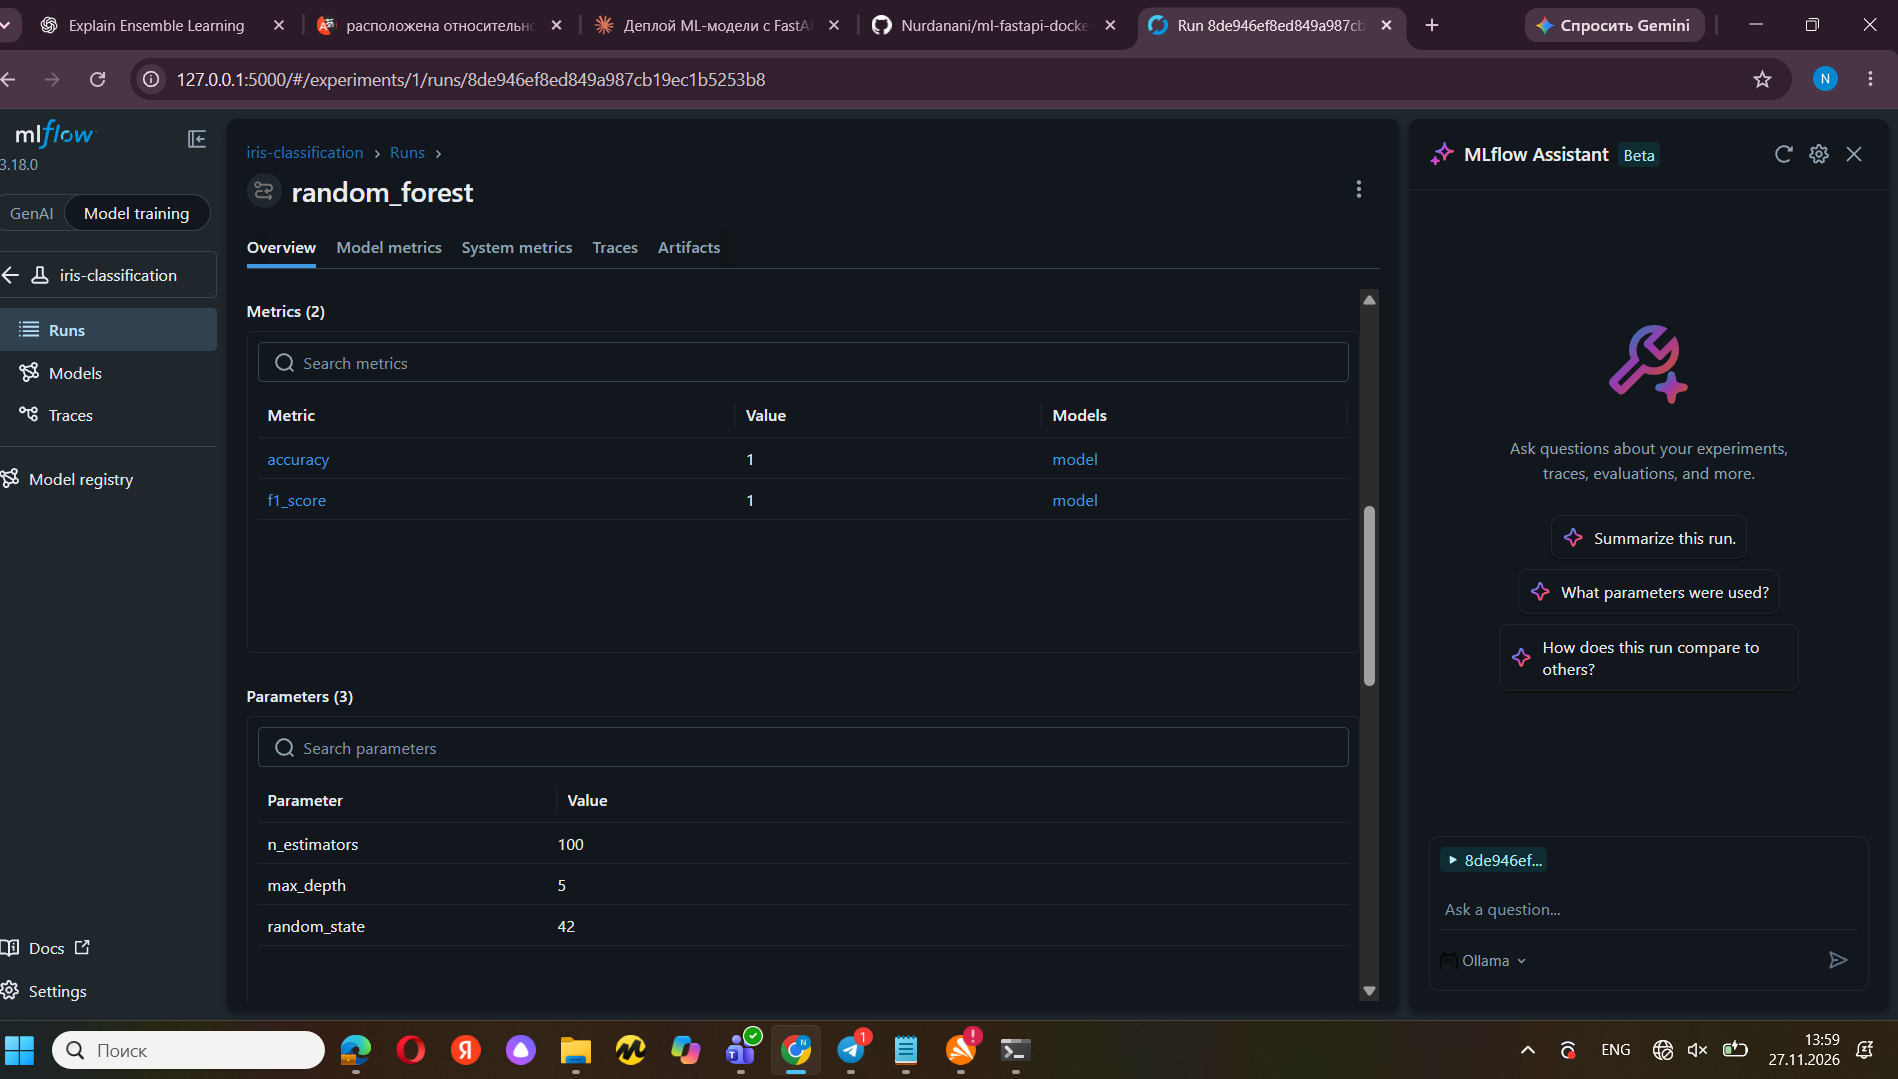 Explain Ensemble Learning
расположена относительно
Деплой ML-модели с FastA
Nurdanani/ml-fastapi-docke
Run 8de946ef8ed849a987cb
Спросить Gemini
127.0.0.1:5000/#/experiments/1/runs/8de946ef8ed849a987cb19ec1b5253b8
N
mlflow
3.18.0
GenAI
Model training
iris-classification
Runs
Models
Traces
Model registry
Docs
Settings
iris-classification › Runs ›
random_forest
Overview Model metrics System metrics Traces Artifacts
Metrics (2)
Search metrics
Metric Value Models
accuracy 1 model
f1_score 1 model
Parameters (3)
Search parameters
Parameter Value
n_estimators 100
max_depth 5
random_state 42
MLflow Assistant Beta
Ask questions about your experiments,
traces, evaluations, and more.
Summarize this run.
What parameters were used?
How does this run compare to
others?
8de946ef...
Ask a question...
Ollama
Поиск
ENG
13:59
27.11.2026